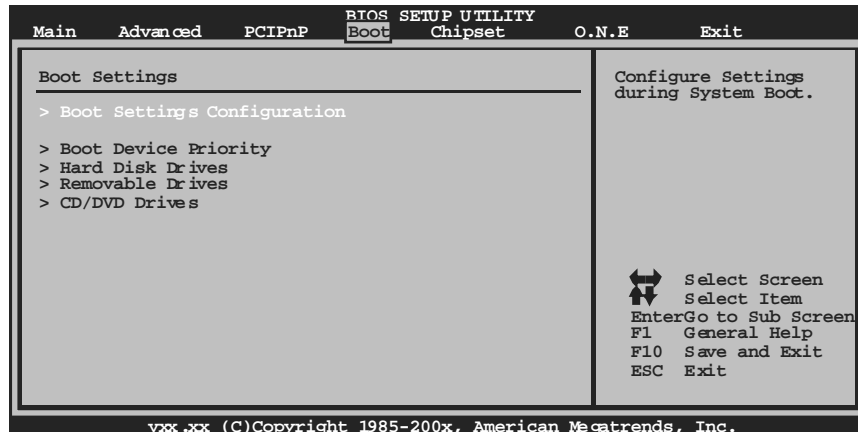 BIOS SETUP UTILITY
Main Advanced PCIPnP Boot Chipset O.N.E Exit
Boot Settings
> Boot Settings Configuration
> Boot Device Priority
> Hard Disk Drives
> Removable Drives
> CD/DVD Drives
Configure Settings
during System Boot.
Select Screen
Select Item
EnterGo to Sub Screen
F1 General Help
F10 Save and Exit
ESC Exit
vxx.xx (C)Copyright 1985-200x, American Megatrends, Inc.